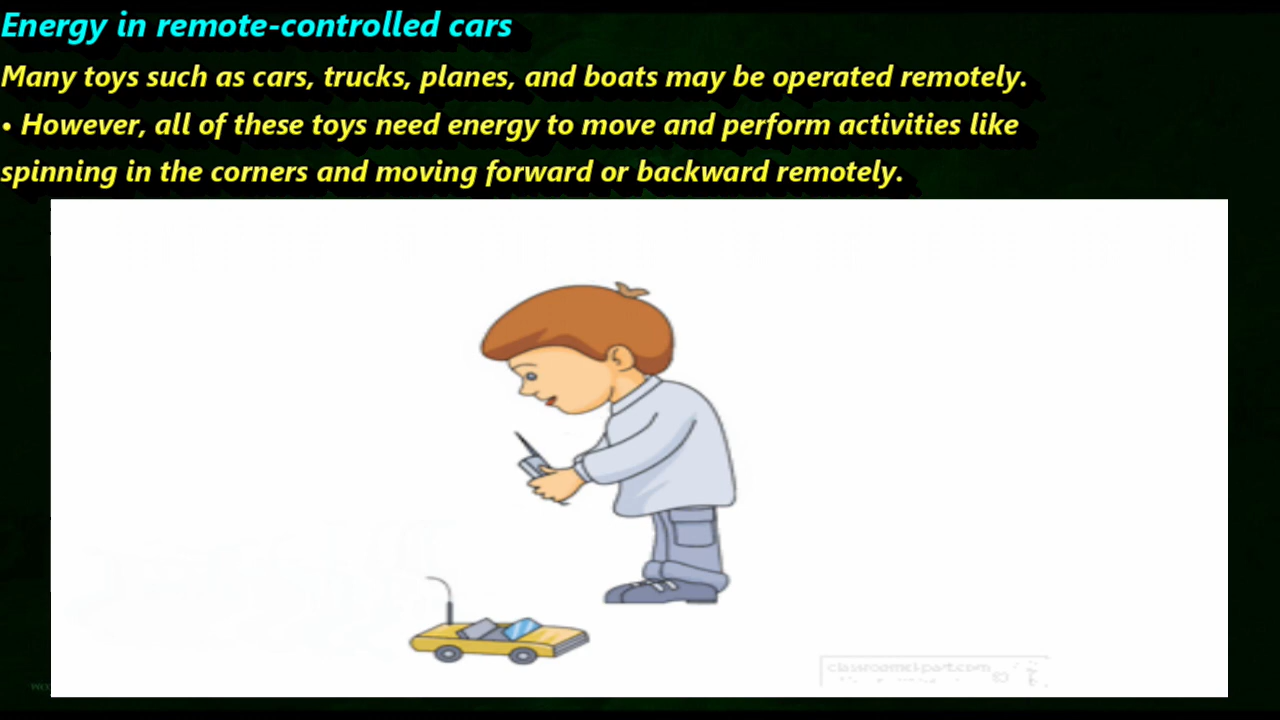 Energy in remote-controlled cars
Many toys such as cars, trucks, planes, and boats may be operated remotely.
• However, all of these toys need energy to move and perform activities like
spinning in the corners and moving forward or backward remotely.